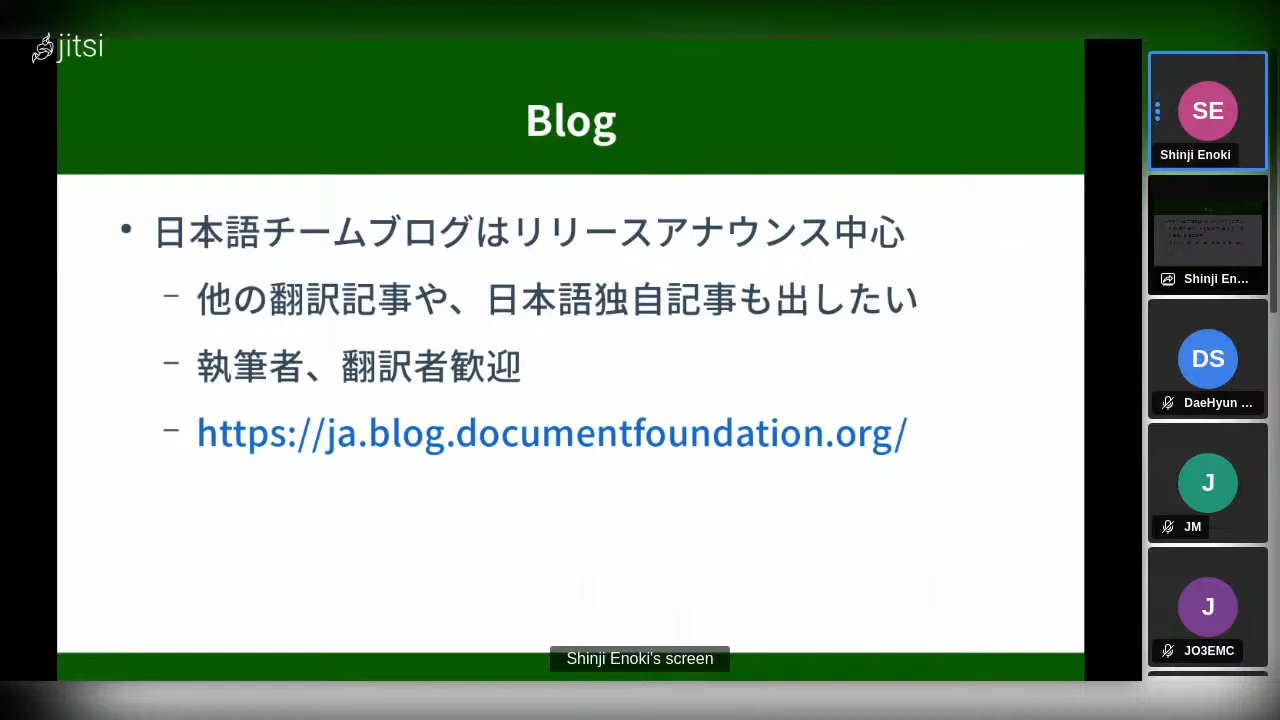 jitsi
Blog
• 日本語チームブログはリリースアナウンス中心
– 他の翻訳記事や、日本語独自記事も出したい
– 執筆者、翻訳者歓迎
– https://ja.blog.documentfoundation.org/
Shinji Enoki's screen
SE
Shinji Enoki
Shinji En...
DS
DaeHyun ...
J
JM
J
JO3EMC